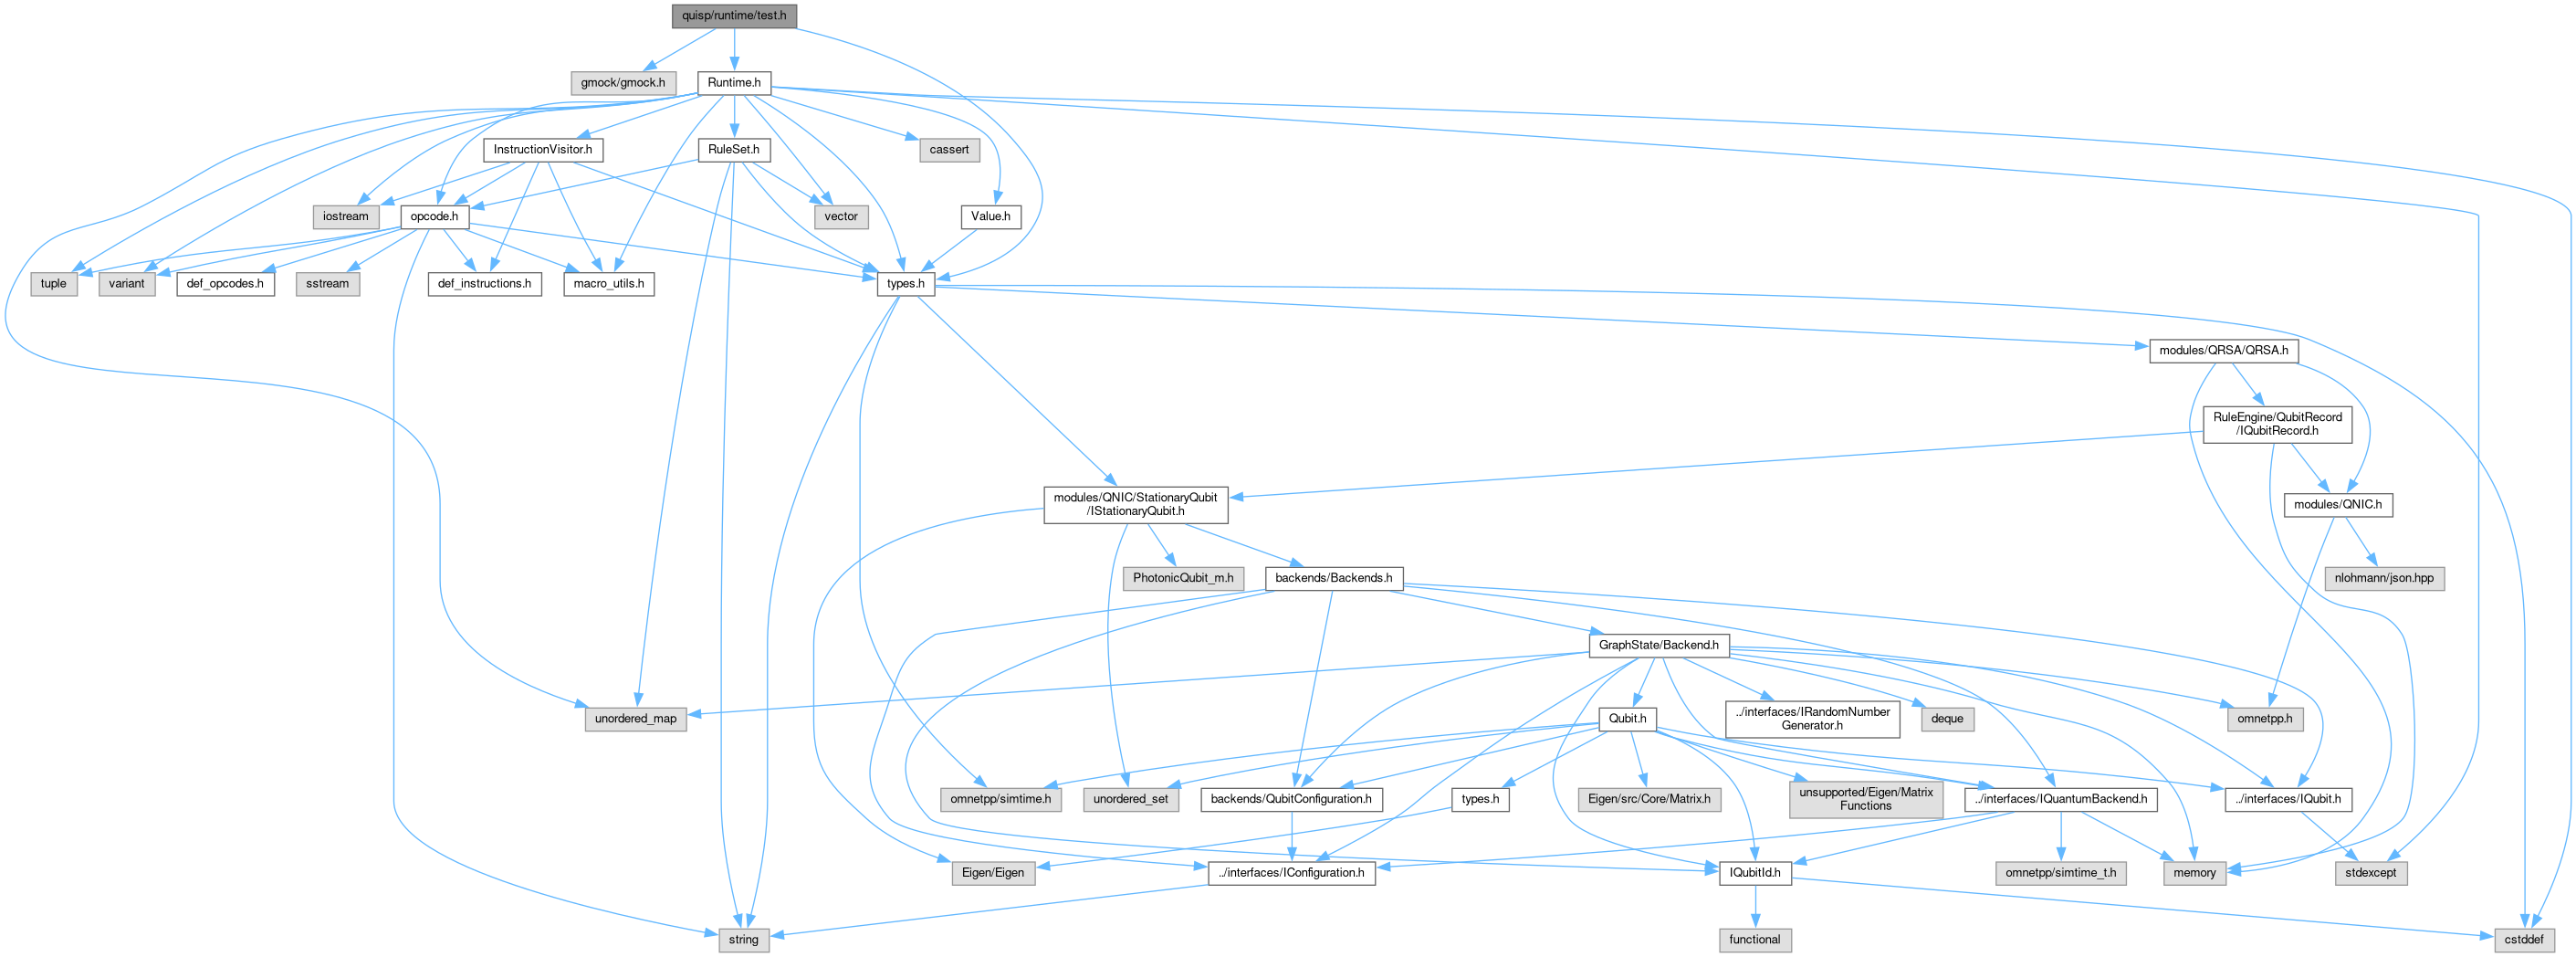 quisp/runtime/test.h
gmock/gmock.h
Runtime.h
InstructionVisitor.h
RuleSet.h
cassert
iostream
opcode.h
vector
Value.h
tuple
variant
def_opcodes.h
sstream
def_instructions.h
macro_utils.h
types.h
modules/QRSA/QRSA.h
RuleEngine/QubitRecord
/IQubitRecord.h
modules/QNIC/StationaryQubit
/IStationaryQubit.h
modules/QNIC.h
PhotonicQubit_m.h
backends/Backends.h
nlohmann/json.hpp
GraphState/Backend.h
unordered_map
Qubit.h
../interfaces/IRandomNumber
Generator.h
deque
omnetpp.h
omnetpp/simtime.h
unordered_set
backends/QubitConfiguration.h
types.h
Eigen/src/Core/Matrix.h
unsupported/Eigen/Matrix
Functions
../interfaces/IQuantumBackend.h
../interfaces/IQubit.h
Eigen/Eigen
../interfaces/IConfiguration.h
IQubitId.h
omnetpp/simtime_t.h
memory
stdexcept
string
functional
cstddef